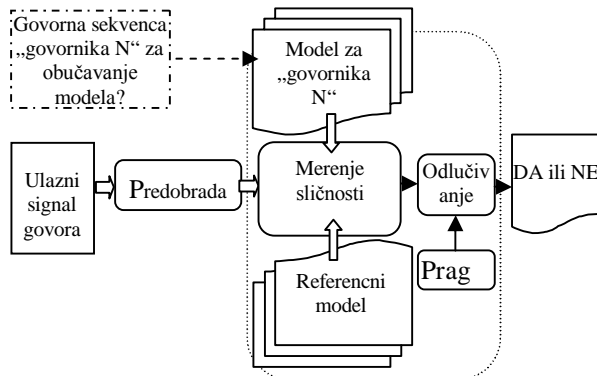 Govorna sekvenca
„govornika N“ za
obučavanje
modela?
Model za
„govornika
N“
Ulazni
signal
govora
Predobrada
Merenje
sličnosti
Odlučiv
anje
DA ili NE
Prag
Referencni
model